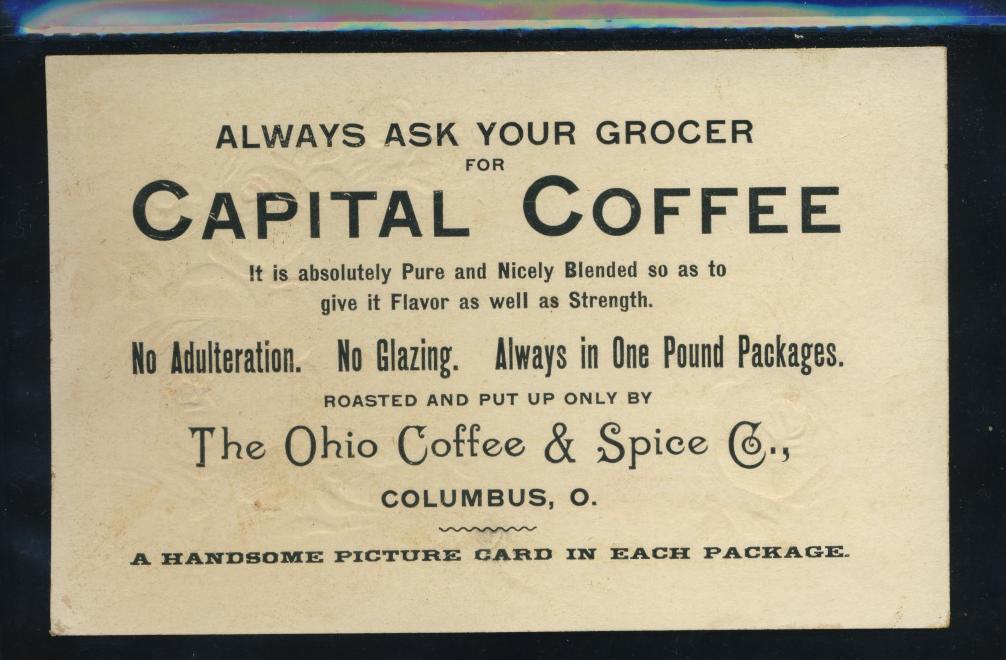 ALWAYS ASK YOUR GROCER
FOR
CAPITAL COFFEE
It is absolutely Pure and Nicely Blended so as to
give it Flavor as well as Strength.
No Adulteration. No Glazing. Always in One Pound Packages.
ROASTED AND PUT UP ONLY BY
The Ohio Coffee & Spice Co.,
COLUMBUS, O.
A HANDSOME PICTURE CARD IN EACH PACKAGE.